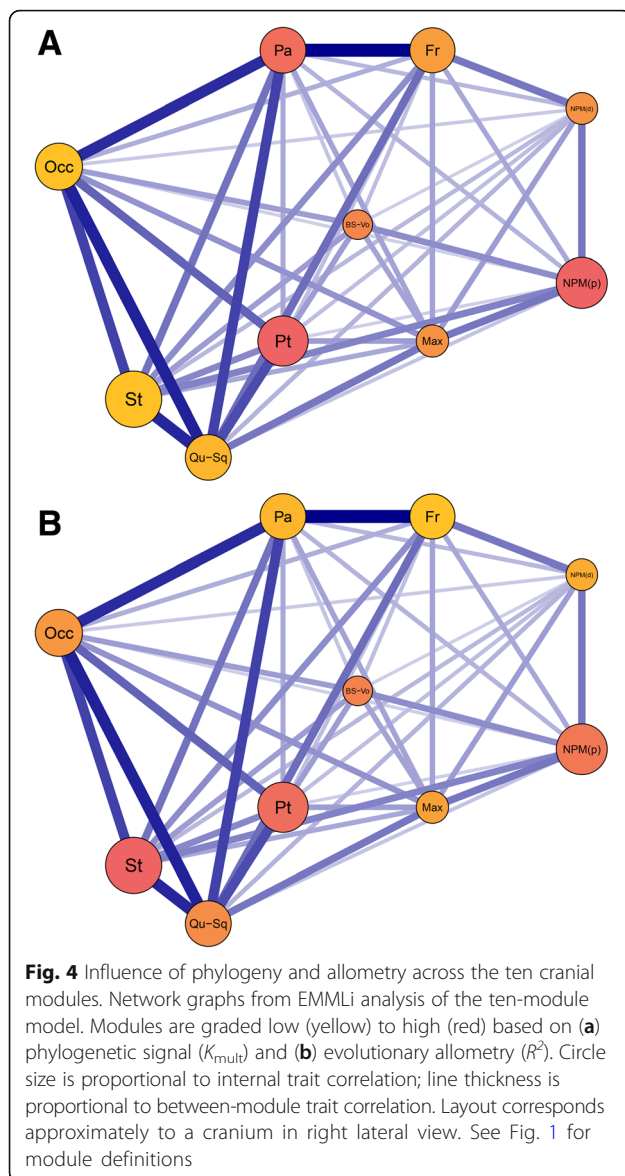 A
Pa
Fr
NPM(d)
Occ
BS−Vo
NPM(p)
Pt
Max
St
Qu−Sq
B
Pa
Fr
NPM(d)
Occ
BS−Vo
NPM(p)
Pt
Max
St
Qu−Sq
Fig. 4 Influence of phylogeny and allometry across the ten cranial
modules. Network graphs from EMMLi analysis of the ten-module
model. Modules are graded low (yellow) to high (red) based on (a)
phylogenetic signal (Kmult) and (b) evolutionary allometry (R²). Circle
size is proportional to internal trait correlation; line thickness is
proportional to between-module trait correlation. Layout corresponds
approximately to a cranium in right lateral view. See Fig. 1 for
module definitions